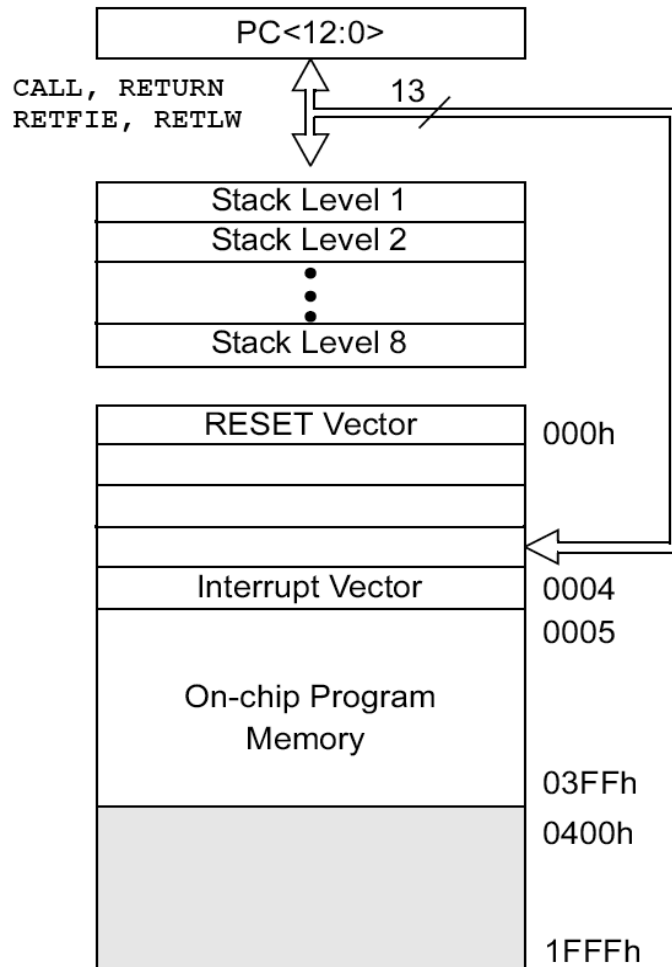 PC<12:0>
CALL, RETURN
RETFIE, RETLW
13
Stack Level 1
Stack Level 2
Stack Level 8
RESET Vector
000h
Interrupt Vector
0004
0005
On-chip Program
Memory
03FFh
0400h
1FFFh